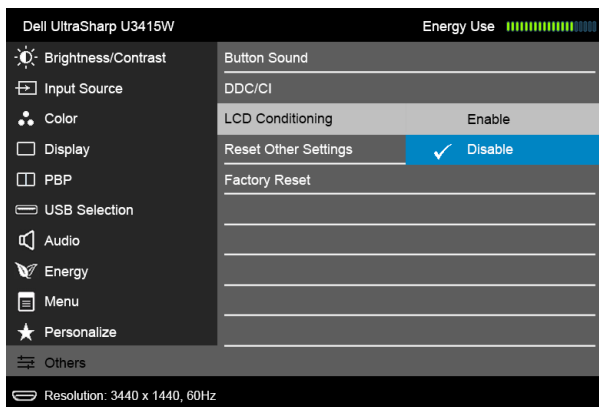 Dell UltraSharp U3415W Energy Use
Brightness/Contrast Button Sound
Input Source DDC/CI
Color LCD Conditioning Enable
Display Reset Other Settings Disable
PBP Factory Reset
USB Selection
Audio
Energy
Menu
Personalize
Others
Resolution: 3440 x 1440, 60Hz